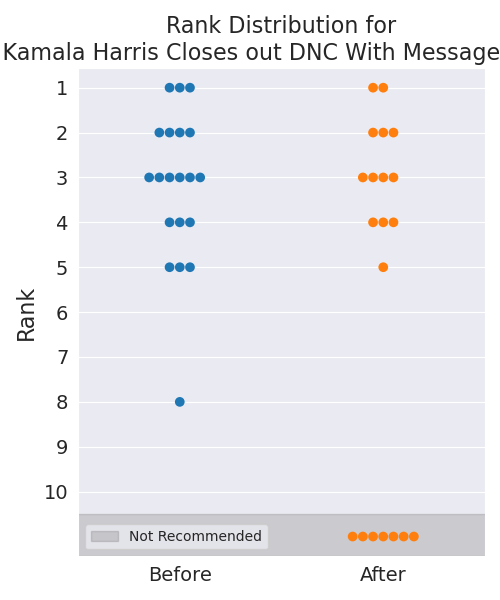 Rank Distribution for
Kamala Harris Closes out DNC With Message
1
2
3
4
5
6
7
8
9
10
Rank
Not Recommended
Before
After